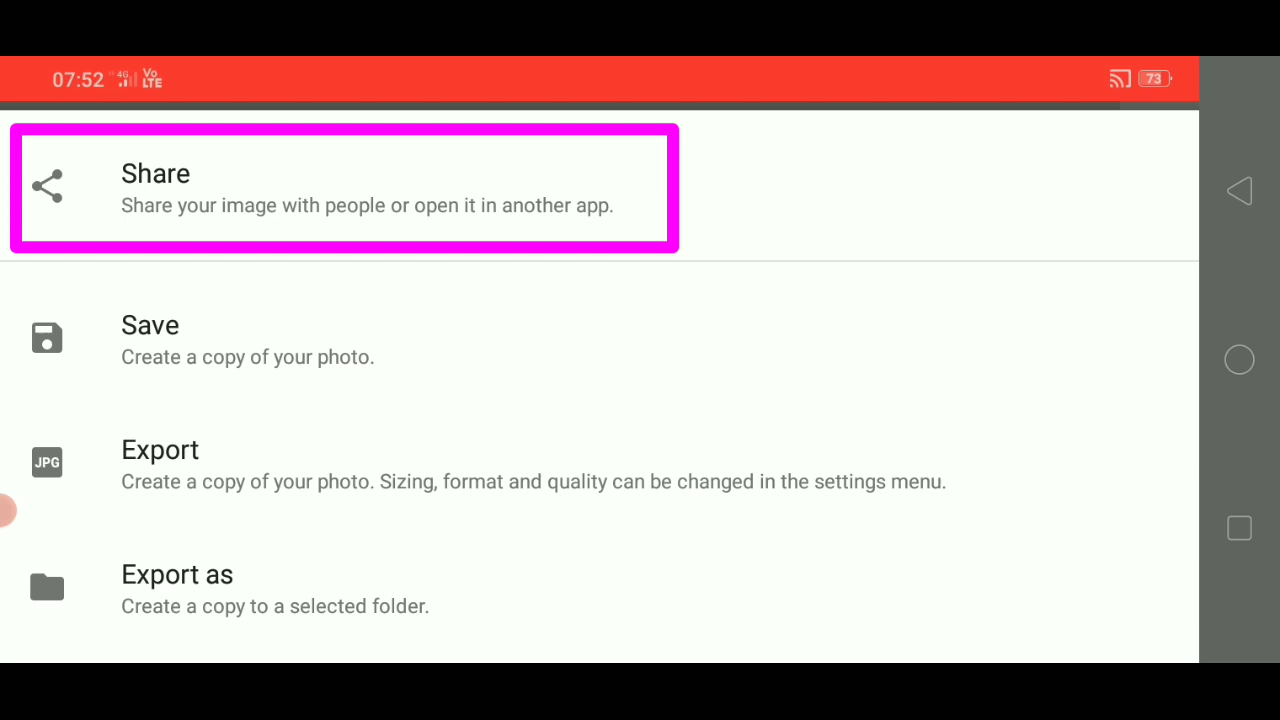 07:52 4G Vo LTE 73
Share
Share your image with people or open it in another app.
Save
Create a copy of your photo.
JPG
Export
Create a copy of your photo. Sizing, format and quality can be changed in the settings menu.
Export as
Create a copy to a selected folder.